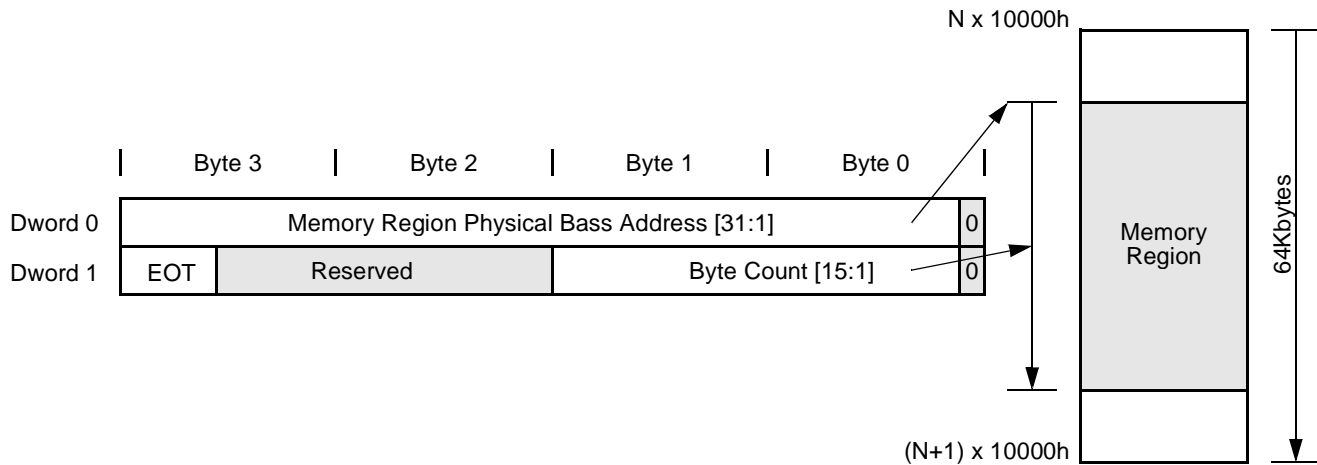 N x 10000h
Byte 3 Byte 2 Byte 1 Byte 0
Dword 0 Memory Region Physical Bass Address [31:1] 0
Dword 1 EOT Reserved Byte Count [15:1] 0
Memory
Region
64Kbytes
(N+1) x 10000h